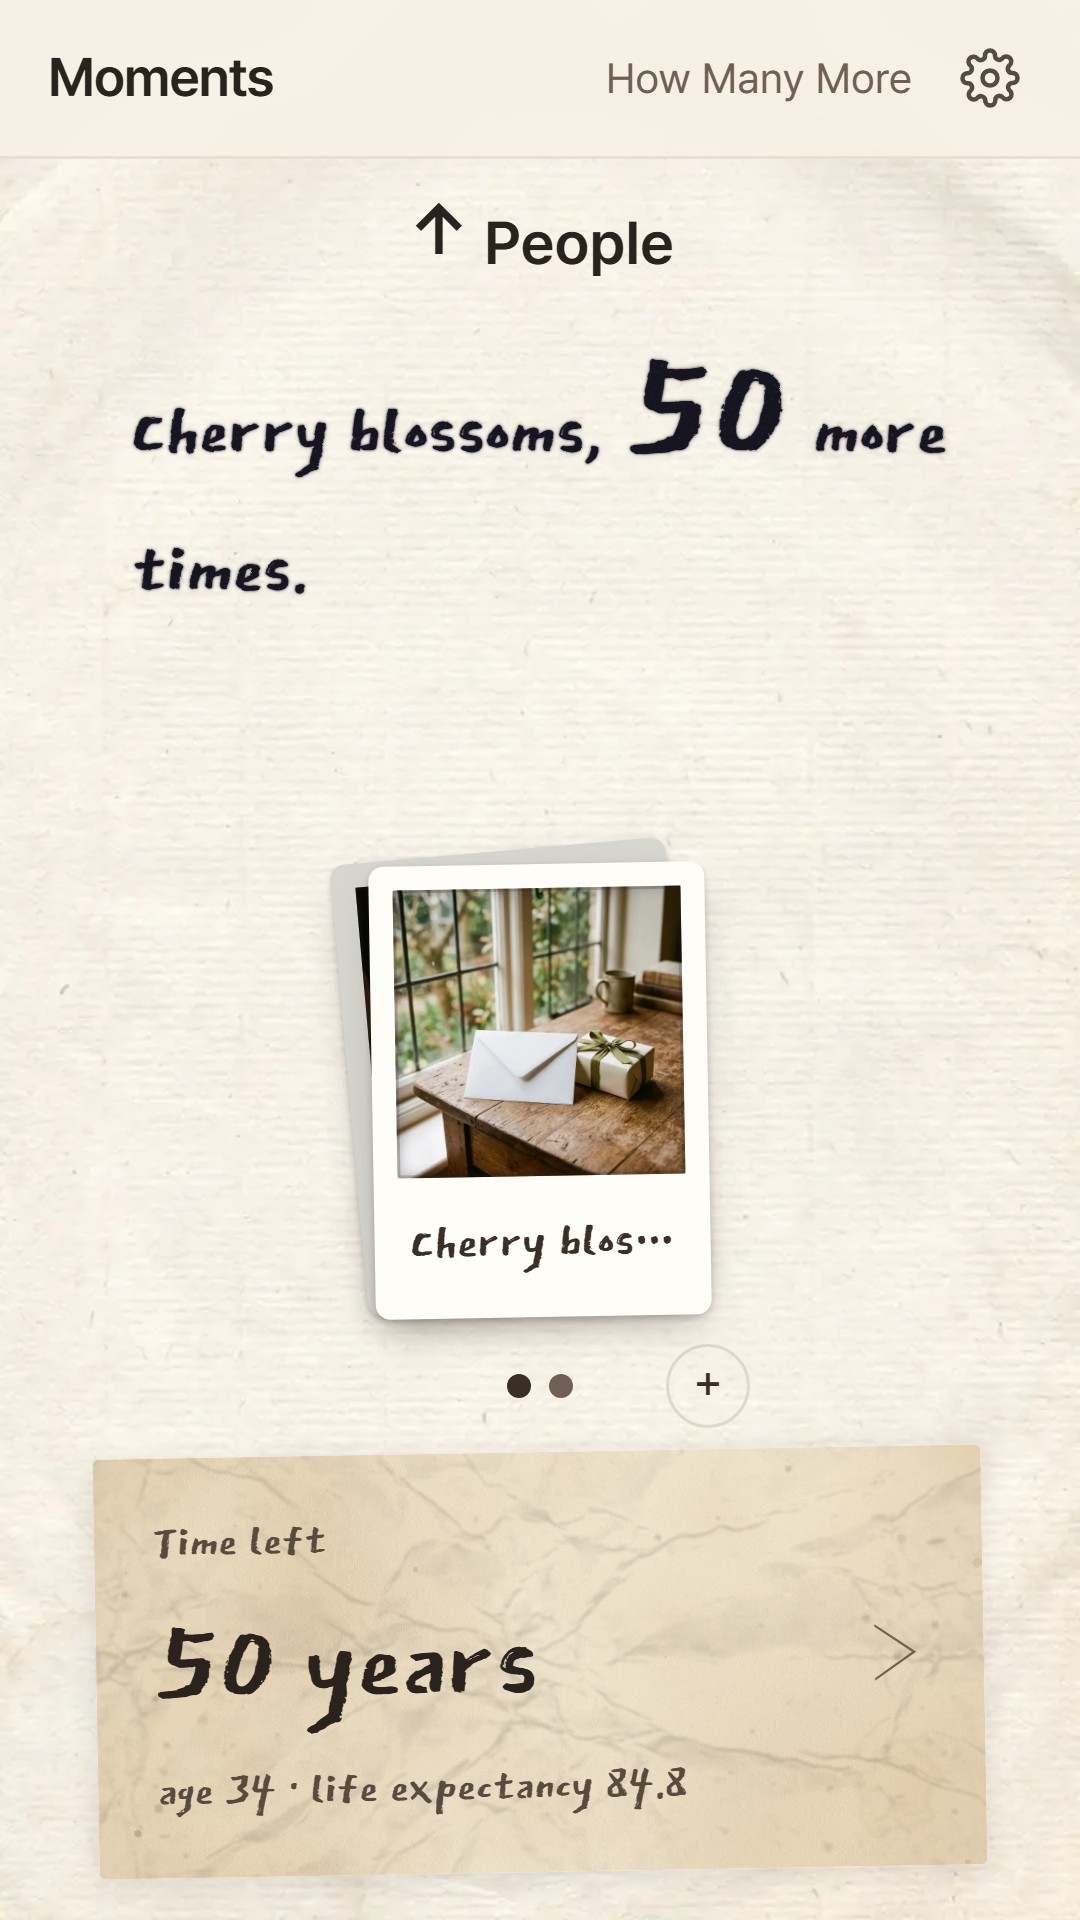 Moments
How Many More
↑ People
Cherry blossoms, 50 more
times.
Cherry blos…
+
Time left
50 years
age 34 · life expectancy 84.8